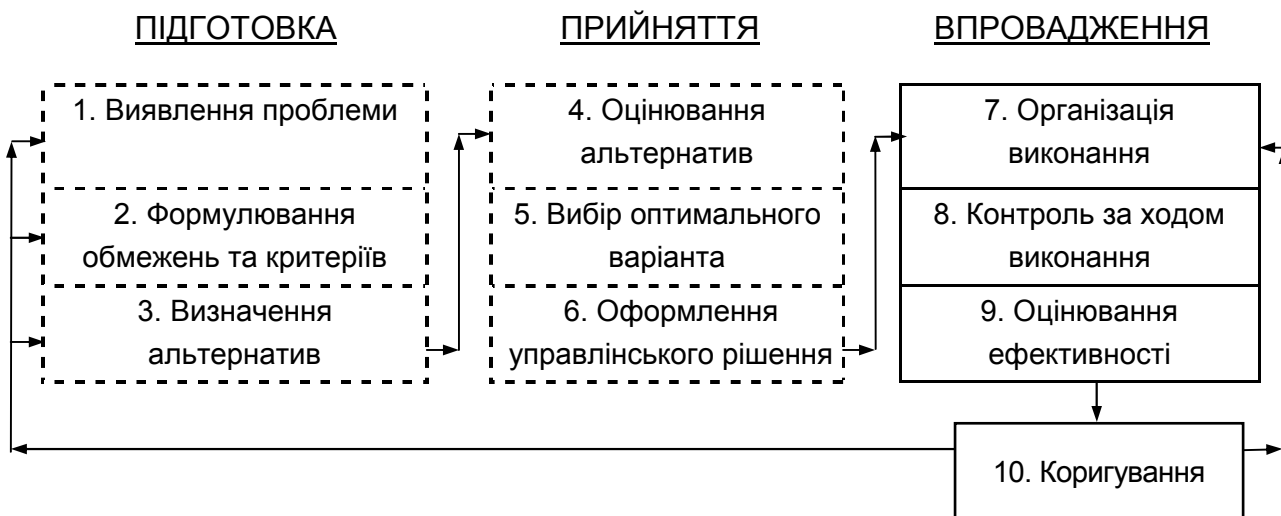 ПІДГОТОВКА
1. Виявлення проблеми
2. Формулювання
обмежень та критеріїв
3. Визначення
альтернатив
ПРИЙНЯТТЯ
4. Оцінювання
альтернатив
5. Вибір оптимального
варіанта
6. Оформлення
управлінського рішення
ВПРОВАДЖЕННЯ
7. Організація
виконання
8. Контроль за ходом
виконання
9. Оцінювання
ефективності
10. Коригування